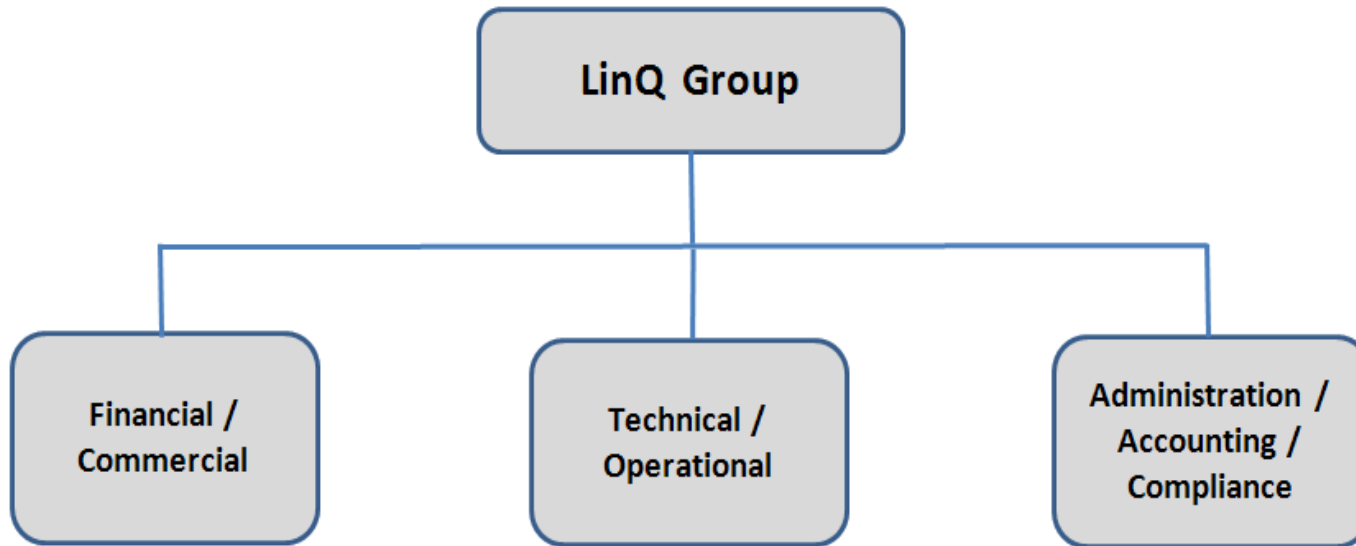 LinQ Group
Financial /
Commercial
Technical /
Operational
Administration /
Accounting /
Compliance